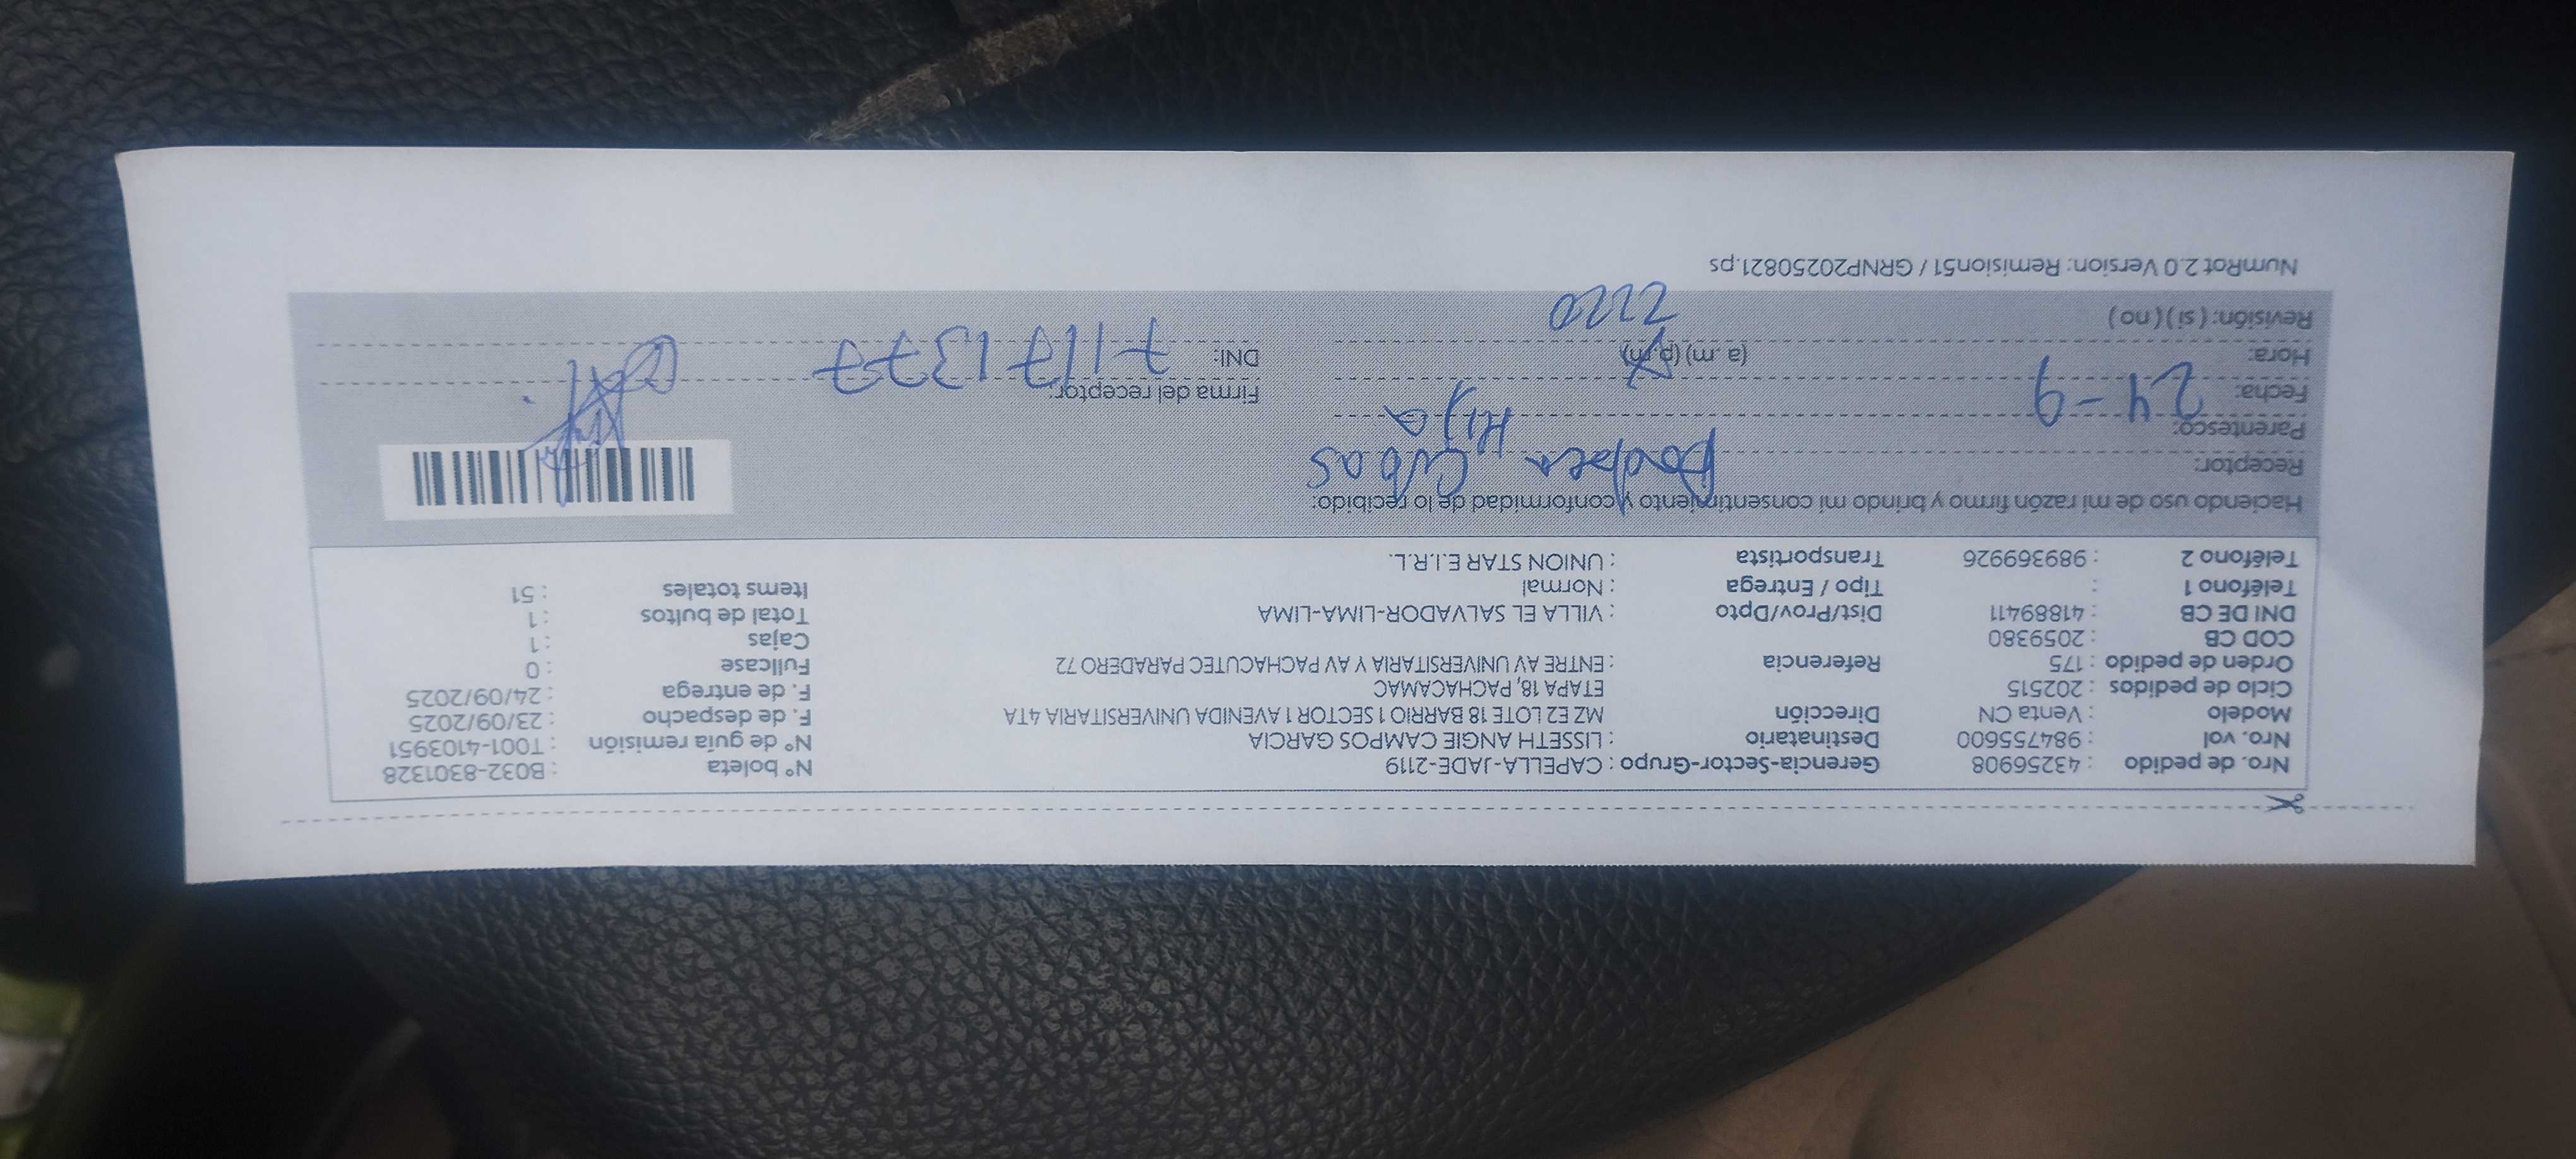 Nro. de pedido : 43256908 Gerencia-Sector-Grupo : CAPELLA-JADE-2119 N° boleta : B032-8301328
Nro. vol : 984755600 Destinatario : LISSETH ANGIE CAMPOS GARCIA N° de guía remisión : T001-4103951
Modelo : Venta CN Dirección MZ E2 LOTE 18 BARRIO 1 SECTOR 1 AVENIDA UNIVERSITARIA 4TA F. de despacho : 23/09/2025
Ciclo de pedidos : 202515 ETAPA 18, PACHACAMAC F. de entrega : 24/09/2025
Orden de pedido : 175 Referencia : ENTRE AV UNIVERSITARIA Y AV PACHACUTEC PARADERO 72 Fullcase : 0
COD CB : 2059380 Cajas : 1
DNI DE CB : 41889411 Dist/Prov/Dpto : VILLA EL SALVADOR-LIMA-LIMA Total de bultos : 1
Teléfono 1 : Tipo / Entrega : Normal Items totales : 51
Teléfono 2 : 989369926 Transportista : UNION STAR E.I.R.L.
Haciendo uso de mi razón firmo y brindo mi consentimiento y conformidad de lo recibido:
Receptor:
Parentesco: Hija
Fecha: 24-9 Firma del receptor:
Hora: (a. m) (p.m) DNI: 71171377
Revisión: ( si ) ( no ) 2220
NumRot 2.0 Version: Remision51 / GRNP20250821.ps